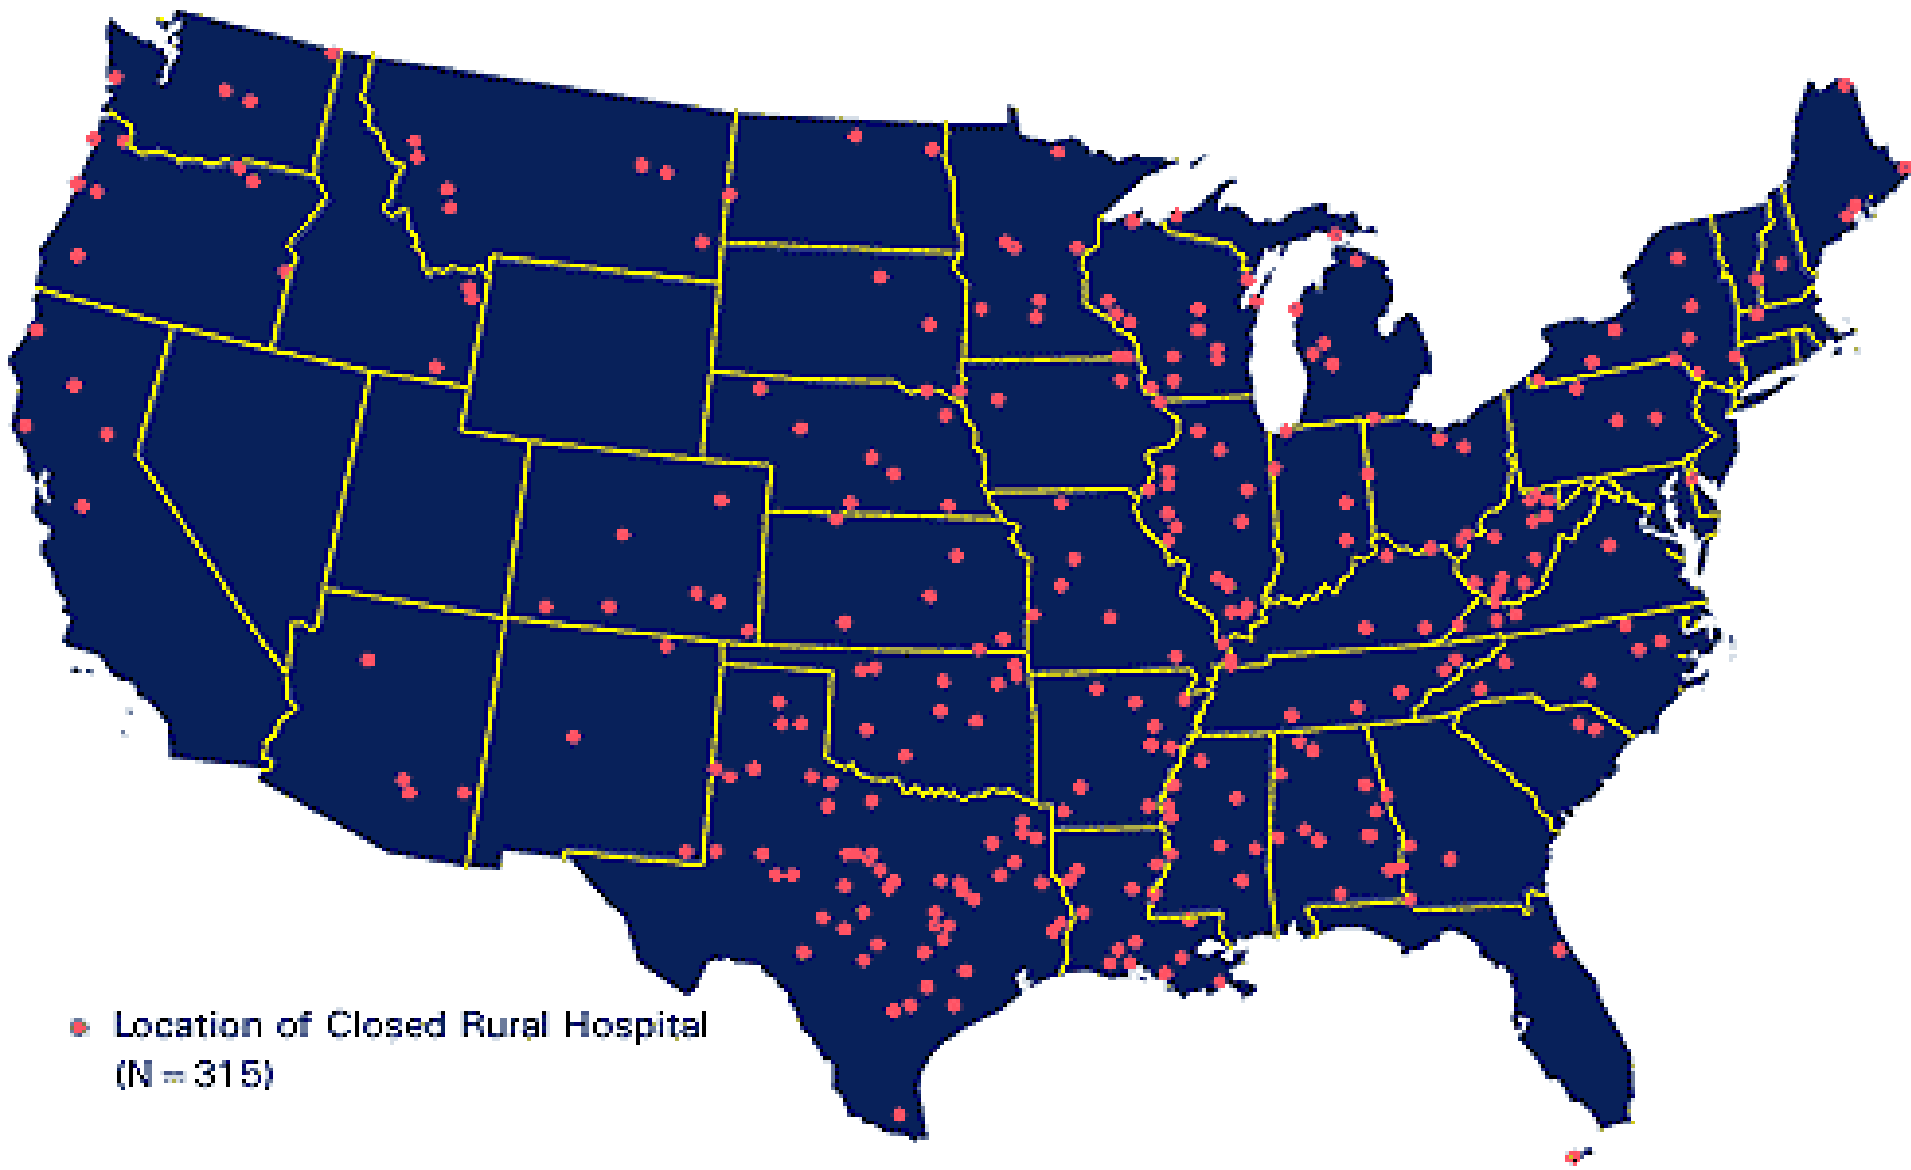 Location of Closed Rural Hospital
(N = 315)